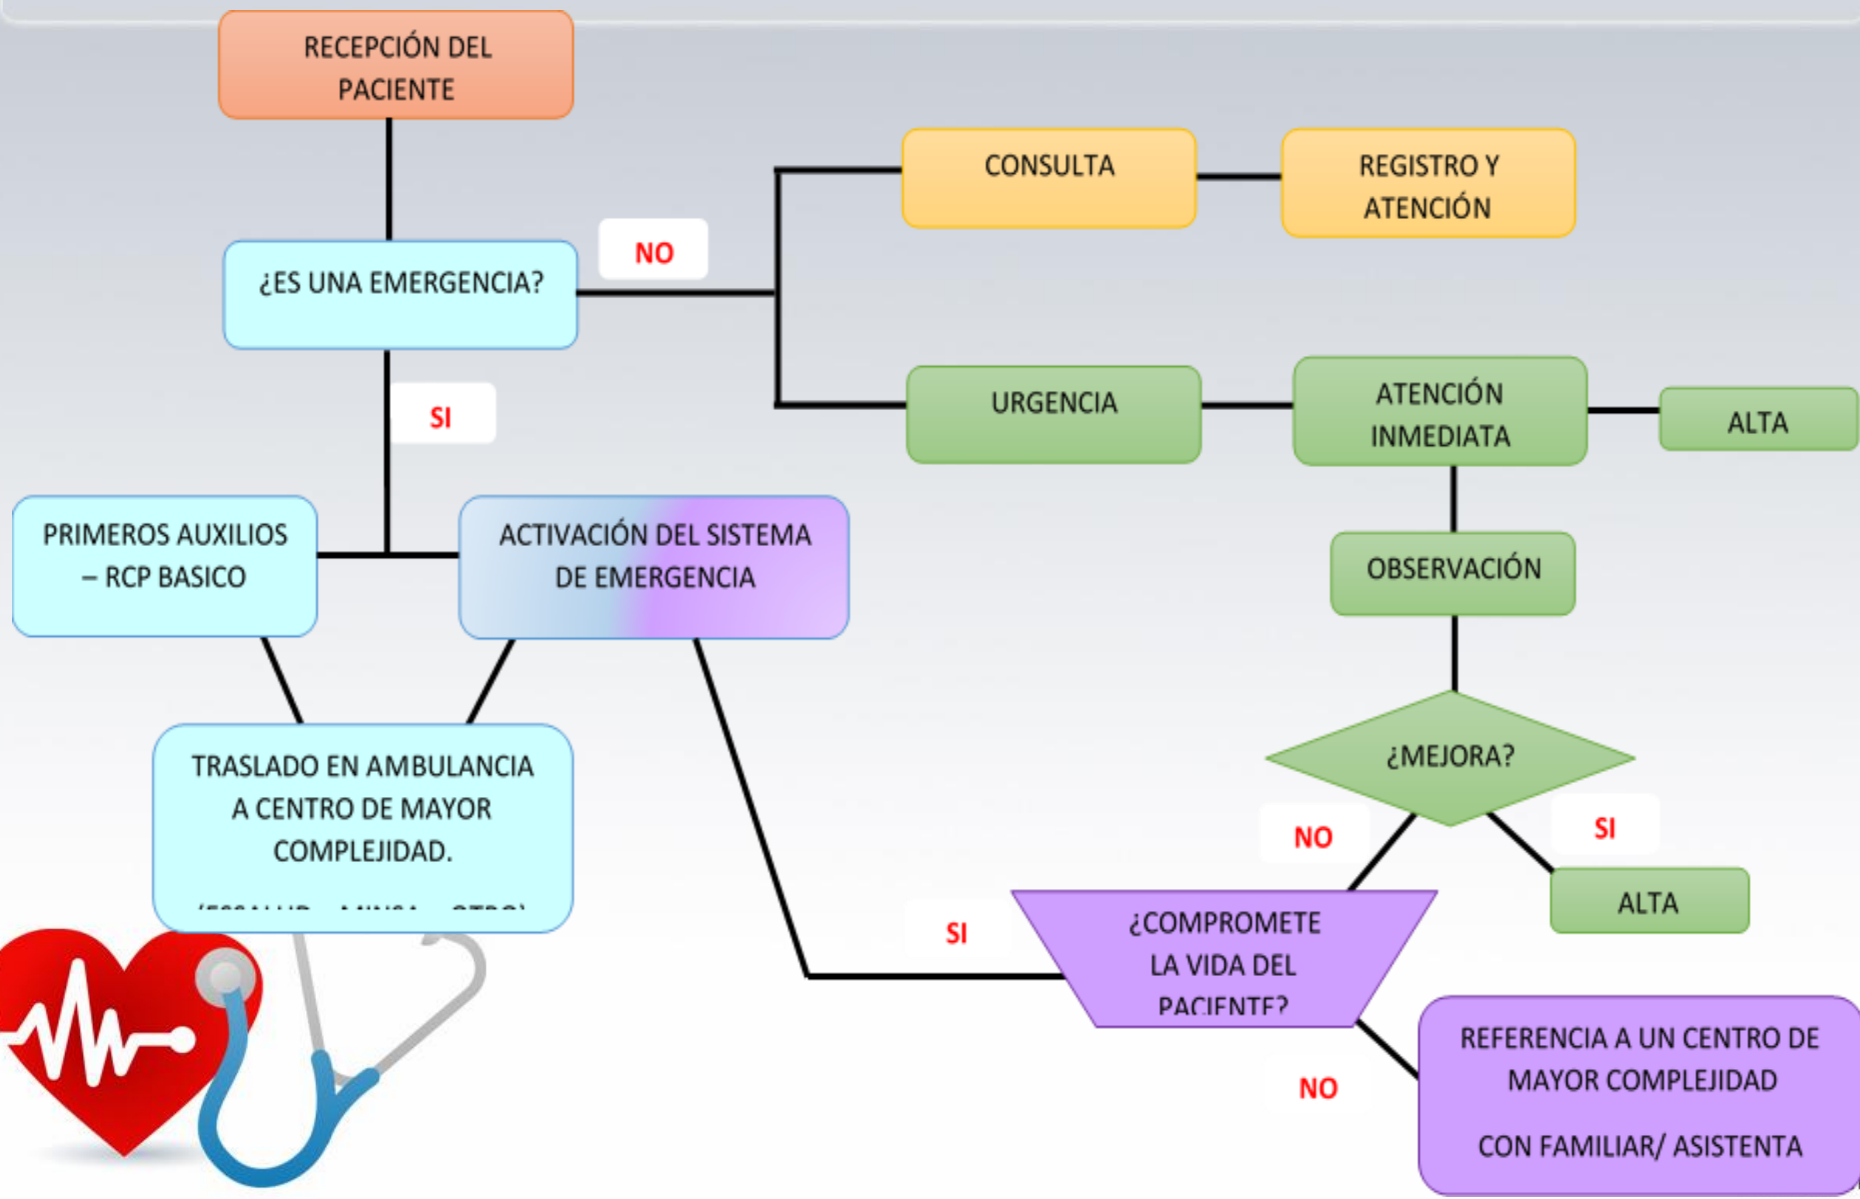 RECEPCIÓN DEL
PACIENTE
¿ES UNA EMERGENCIA?
NO
CONSULTA
REGISTRO Y
ATENCIÓN
URGENCIA
ATENCIÓN
INMEDIATA
ALTA
SI
PRIMEROS AUXILIOS
– RCP BASICO
ACTIVACIÓN DEL SISTEMA
DE EMERGENCIA
OBSERVACIÓN
TRASLADO EN AMBULANCIA
A CENTRO DE MAYOR
COMPLEJIDAD.
¿MEJORA?
NO
SI
ALTA
¿COMPROMETE
LA VIDA DEL
PACIENTE?
SI
NO
REFERENCIA A UN CENTRO DE
MAYOR COMPLEJIDAD
CON FAMILIAR/ ASISTENTA